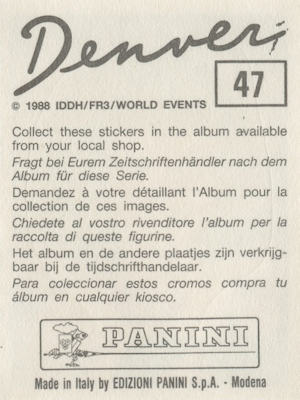 Denver,
47
© 1988 IDDH/FR3/WORLD EVENTS
Collect these stickers in the album available
from your local shop.
Fragt bei Eurem Zeitschriftenhändler nach dem
Album für diese Serie.
Demandez à votre détaillant l'Album pour la
collection de ces images.
Chiedete al vostro rivenditore l'album per la
raccolta di queste figurine.
Het album en de andere plaatjes zijn verkrijg-
baar bij de tijdschrifthandelaar.
Para coleccionar estos cromos compra tu
álbum en cualquier kiosco.
PANINI
Made in Italy by EDIZIONI PANINI S.p.A. - Modena